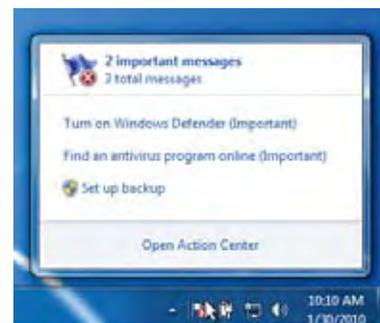 2 important messages
3 total messages
Turn on Windows Defender (Important)
Find an antivirus program online (Important)
Set up backup
Open Action Center
10:10 AM
1/30/2010